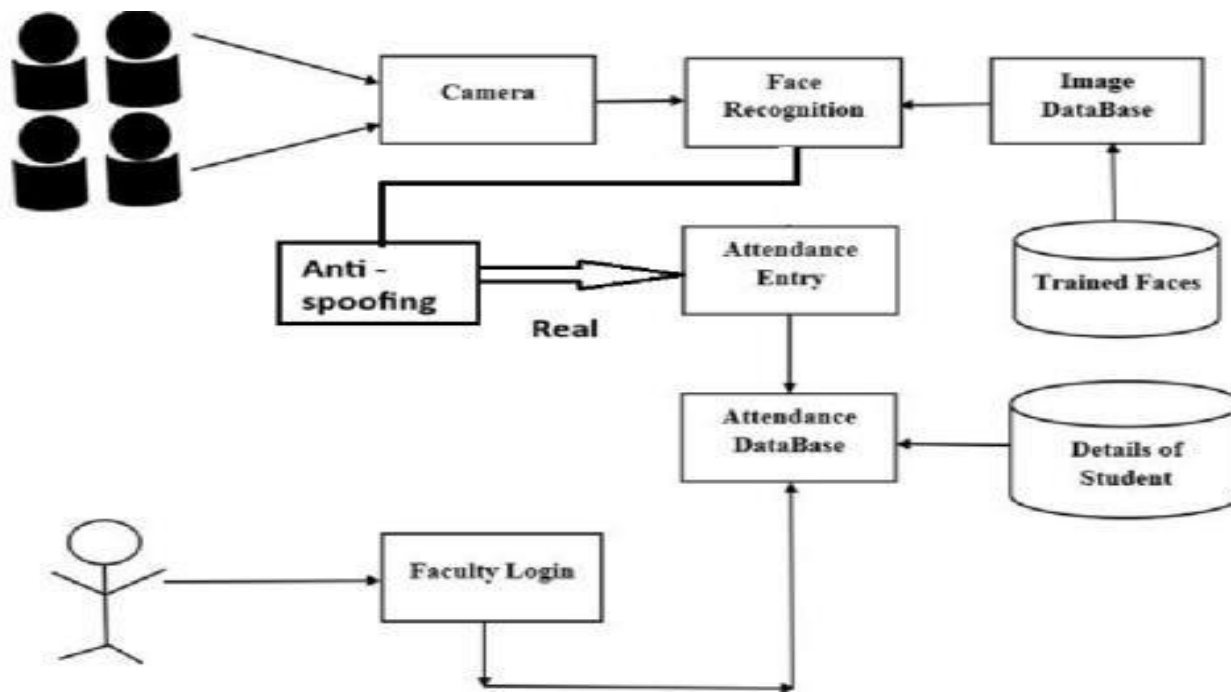 Camera
Face
Recognition
Image
DataBase
Anti -
spoofing
Real
Attendance
Entry
Trained Faces
Attendance
DataBase
Details of
Student
Faculty Login